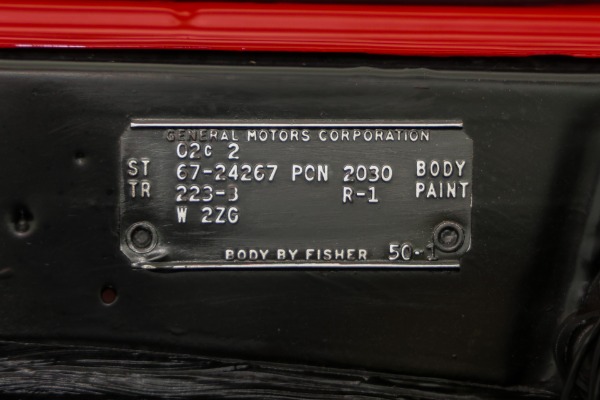 GENERAL MOTORS CORPORATION
02C 2
ST 67-24267 PON 2030 BODY
TR 223-3 R-1 PAINT
W 2ZG
BODY BY FISHER 50-1